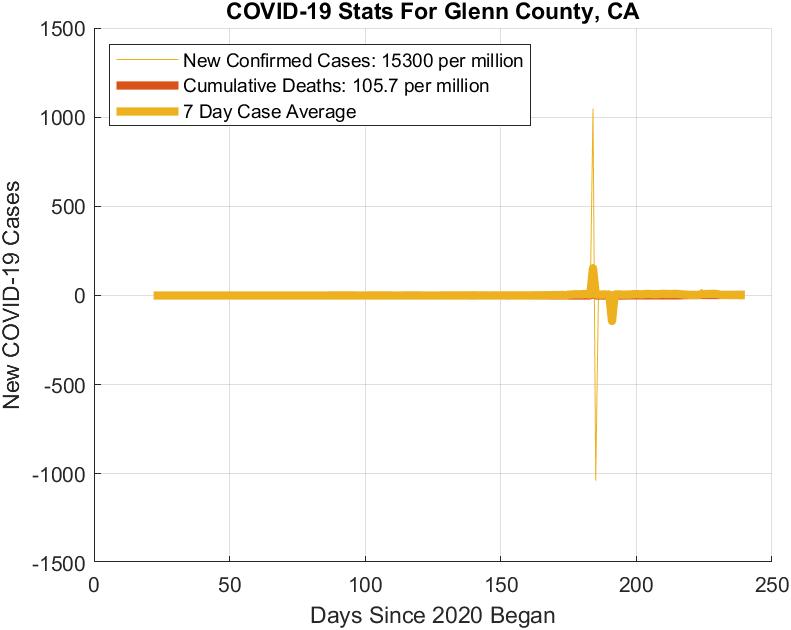 COVID-19 Stats For Glenn County, CA
1500
New Confirmed Cases: 15300 per million
Cumulative Deaths: 105.7 per million
7 Day Case Average
1000
500
0
-500
-1000
-1500
New COVID-19 Cases
0 50 100 150 200 250
Days Since 2020 Began